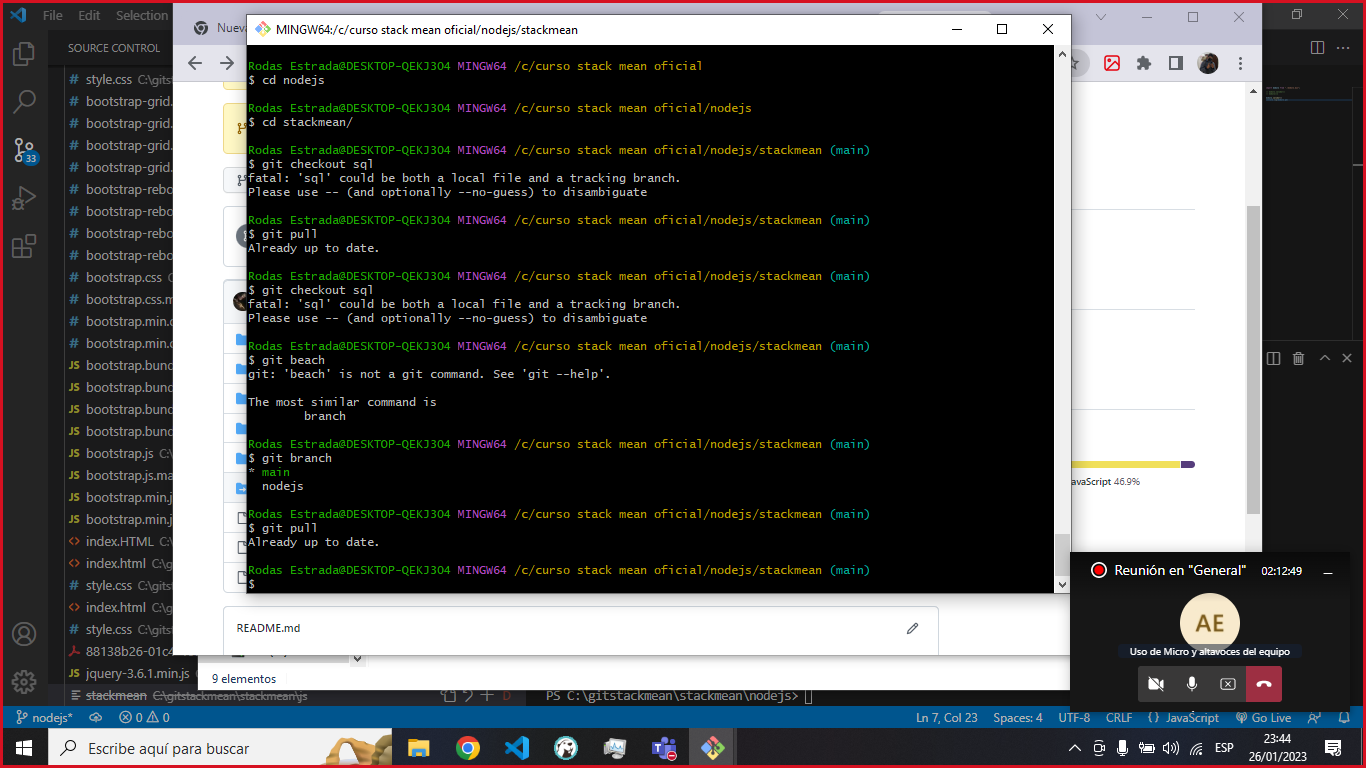 File Edit Selection
Nueva
MINGW64:/c/curso stack mean oficial/nodejs/stackmean
SOURCE CONTROL
style.css C:\gits
bootstrap-grid.
bootstrap-grid.
bootstrap-grid.
bootstrap-grid.
bootstrap-rebo
bootstrap-rebo
bootstrap-rebo
bootstrap-rebo
bootstrap.css C
bootstrap.css.m
bootstrap.min.c
bootstrap.min.c
JS bootstrap.bund
JS bootstrap.bund
JS bootstrap.bund
JS bootstrap.bund
JS bootstrap.js C:\
JS bootstrap.js.ma
JS bootstrap.min.j
JS bootstrap.min.j
index.HTML C:\g
index.html C:\g
style.css C:\gits
index.html C:\g
style.css C:\gits
88138b26-01c4
JS jquery-3.6.1.min.js
stackmean C:\gitstackmean\stackmean\js
33
Rodas Estrada@DESKTOP-QEKJ3O4 MINGW64 /c/curso stack mean oficial
$ cd nodejs
Rodas Estrada@DESKTOP-QEKJ3O4 MINGW64 /c/curso stack mean oficial/nodejs
$ cd stackmean/
Rodas Estrada@DESKTOP-QEKJ3O4 MINGW64 /c/curso stack mean oficial/nodejs/stackmean (main)
$ git checkout sql
fatal: 'sql' could be both a local file and a tracking branch.
Please use -- (and optionally --no-guess) to disambiguate
Rodas Estrada@DESKTOP-QEKJ3O4 MINGW64 /c/curso stack mean oficial/nodejs/stackmean (main)
$ git pull
Already up to date.
Rodas Estrada@DESKTOP-QEKJ3O4 MINGW64 /c/curso stack mean oficial/nodejs/stackmean (main)
$ git checkout sql
fatal: 'sql' could be both a local file and a tracking branch.
Please use -- (and optionally --no-guess) to disambiguate
Rodas Estrada@DESKTOP-QEKJ3O4 MINGW64 /c/curso stack mean oficial/nodejs/stackmean (main)
$ git beach
git: 'beach' is not a git command. See 'git --help'.
The most similar command is
branch
Rodas Estrada@DESKTOP-QEKJ3O4 MINGW64 /c/curso stack mean oficial/nodejs/stackmean (main)
$ git branch
* main
nodejs
Rodas Estrada@DESKTOP-QEKJ3O4 MINGW64 /c/curso stack mean oficial/nodejs/stackmean (main)
$ git pull
Already up to date.
Rodas Estrada@DESKTOP-QEKJ3O4 MINGW64 /c/curso stack mean oficial/nodejs/stackmean (main)
$
avaScript 46.9%
README.md
9 elementos
D
PS C:\gitstackmean\stackmean\nodejs>
Reunión en "General" 02:12:49
AE
Uso de Micro y altavoces del equipo
nodejs* 0 0
Ln 7, Col 23 Spaces: 4 UTF-8 CRLF {} JavaScript Go Live
Escribe aquí para buscar
ESP
23:44
26/01/2023